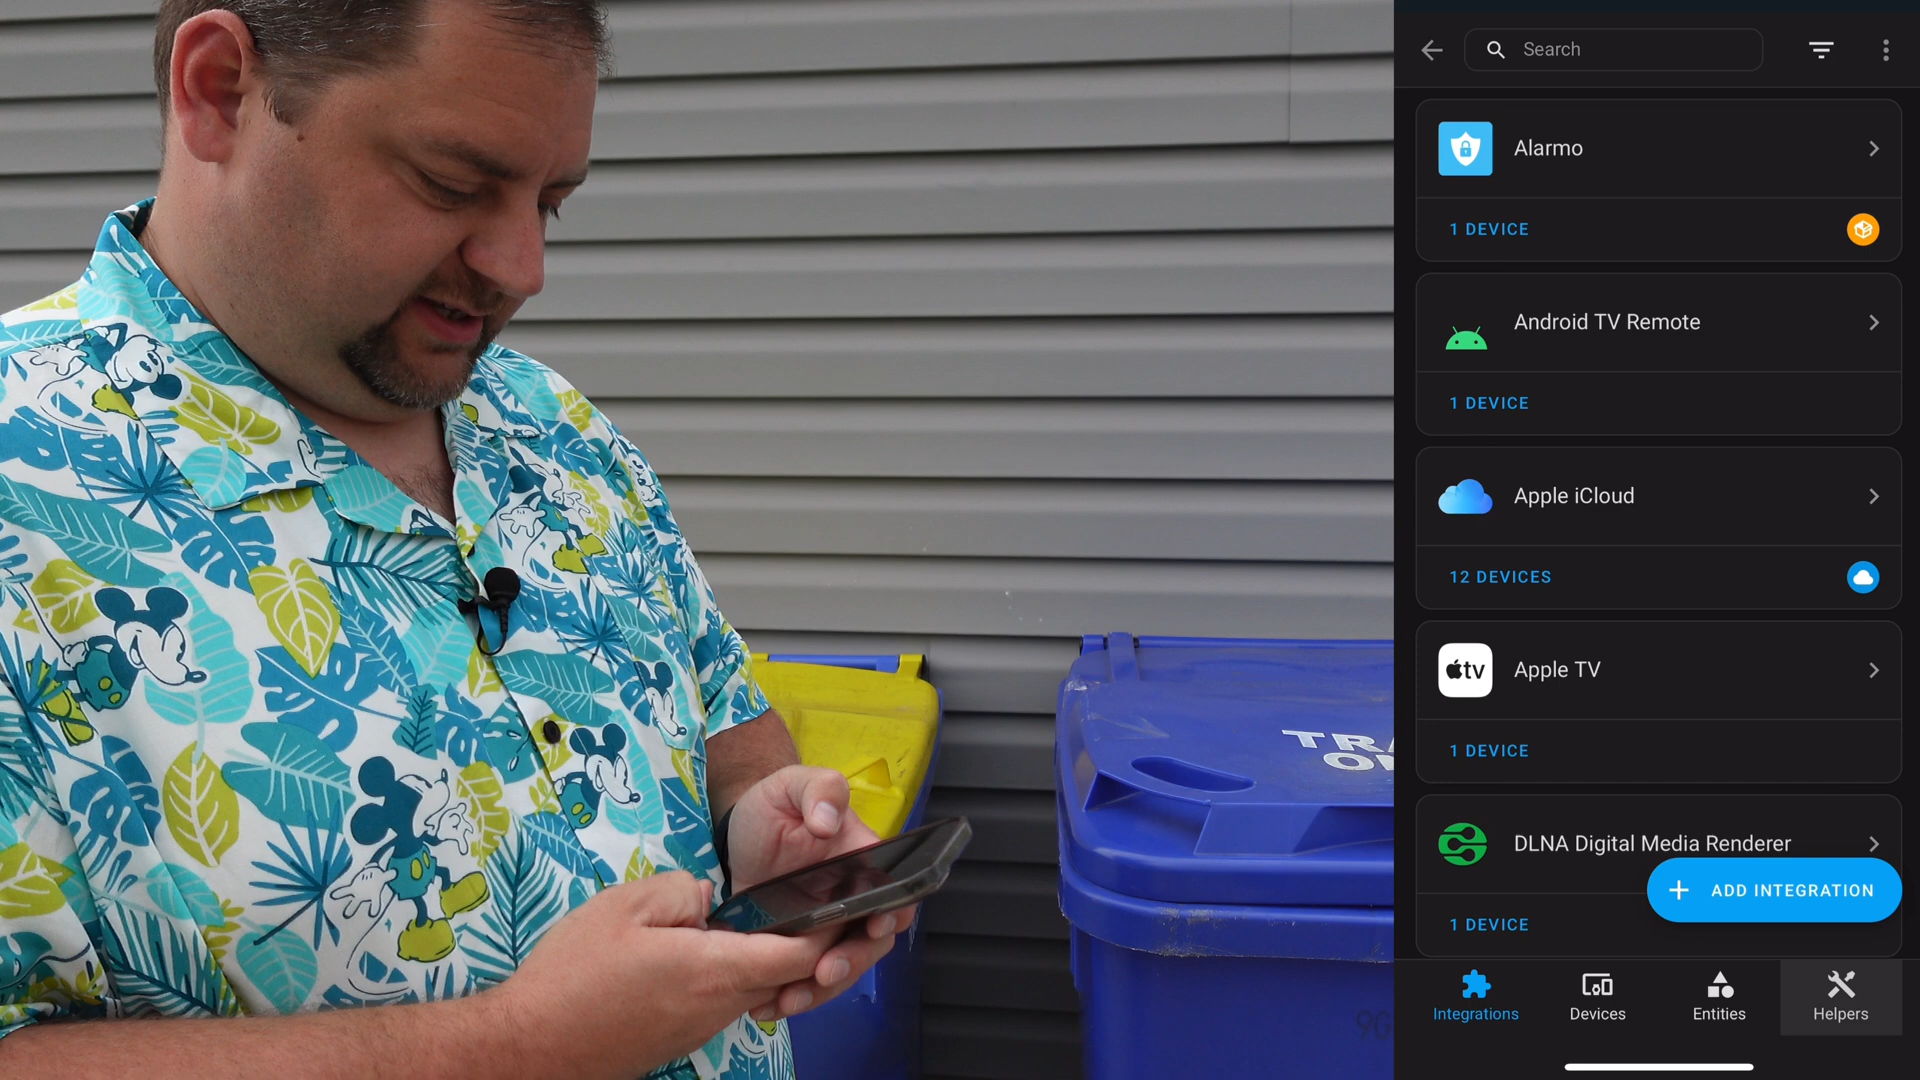 Search
Alarmo
1 DEVICE
Android TV Remote
1 DEVICE
Apple iCloud
12 DEVICES
tv
Apple TV
1 DEVICE
DLNA Digital Media Renderer
ADD INTEGRATION
1 DEVICE
Integrations
Devices
Entities
Helpers